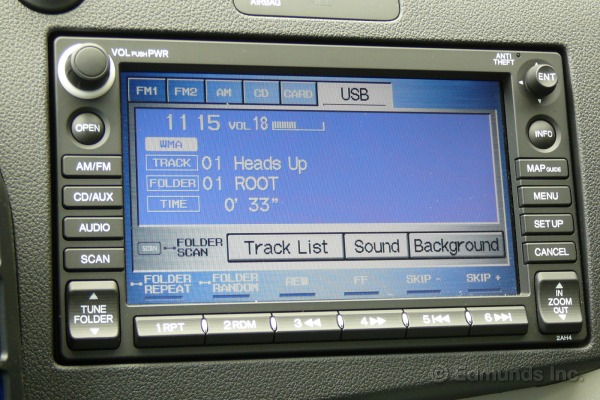 AIRBAG
VOL PUSH PWR
ANTI THEFT
FM1 FM2 AM CD CARD USB
ENT
11 15 VOL 18
OPEN
INFO
WMA
AM/FM
TRACK 01 Heads Up
MAP GUIDE
CD/AUX
FOLDER 01 ROOT
MENU
AUDIO
TIME 0' 33"
SET UP
SCAN
SCAN FOLDER SCAN Track List Sound Background
CANCEL
FOLDER REPEAT FOLDER RANDOM REW FF SKIP - SKIP +
TUNE FOLDER
IN ZOOM OUT
1 RPT 2 RDM 3 4 5 6
2AH4
© Edmunds Inc.